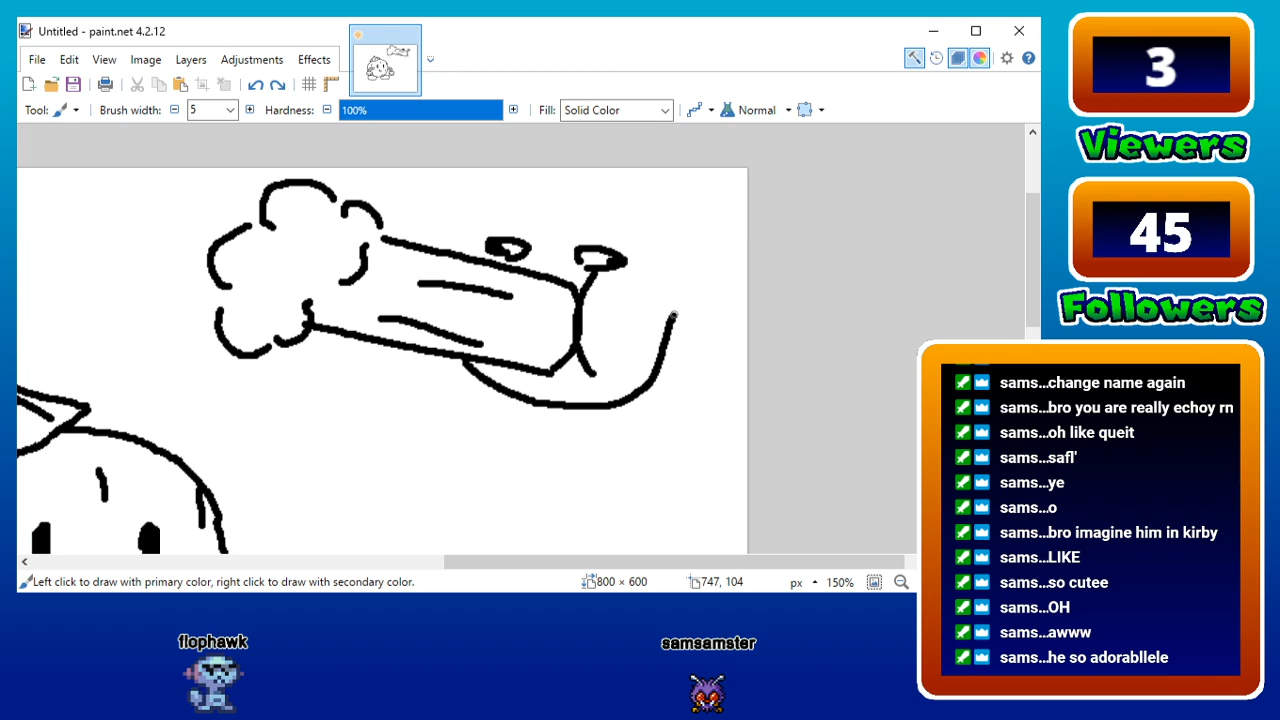 Untitled - paint.net 4.2.12
File Edit View Image Layers Adjustments Effects
Tool: Brush width: 5 Hardness: 100% Fill: Solid Color Normal
Left click to draw with primary color, right click to draw with secondary color. 800 × 600 747, 104 px 150%
3
Viewers
45
Followers
sams...change name again
sams...bro you are really echoy rn
sams...oh like queit
sams...safl'
sams...ye
sams...o
sams...bro imagine him in kirby
sams...LIKE
sams...so cutee
sams...OH
sams...awww
sams...he so adorabllele
flophawk
samsamster